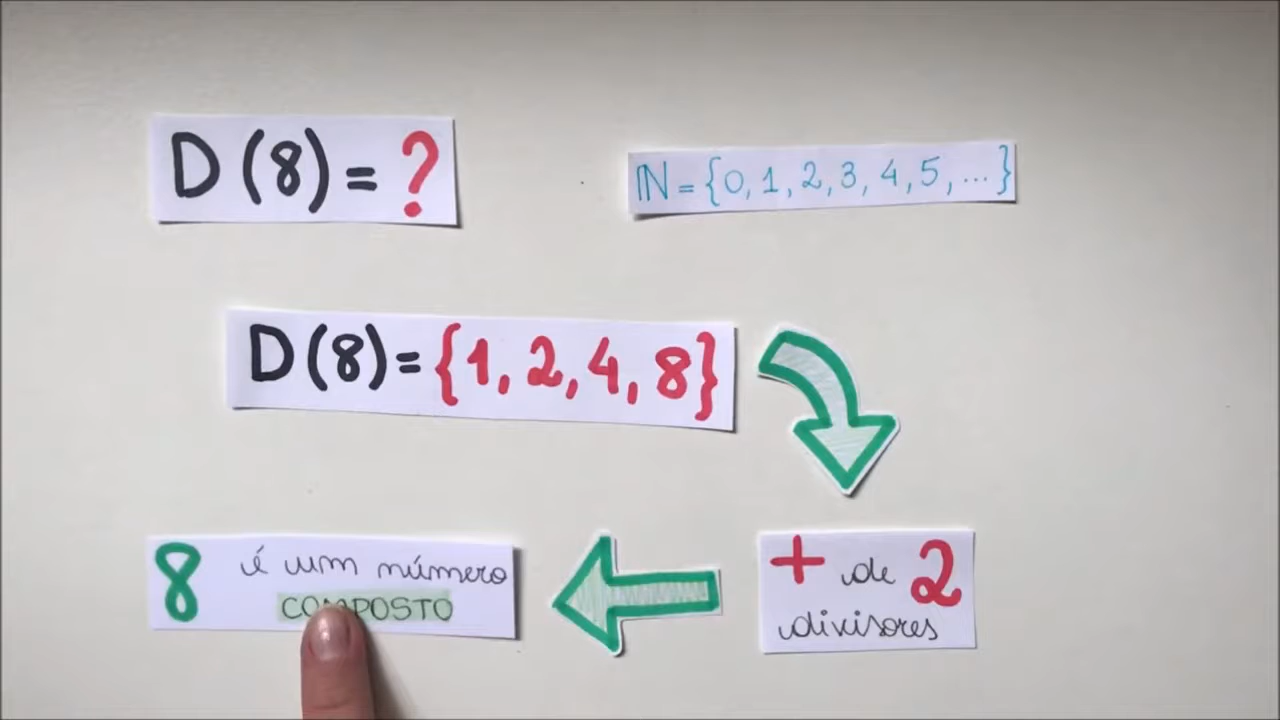 D(8)=?
IN={0, 1, 2, 3, 4, 5, ...}
D(8)={1, 2, 4, 8}
8 é um número
COMPOSTO
+ de 2
divisores